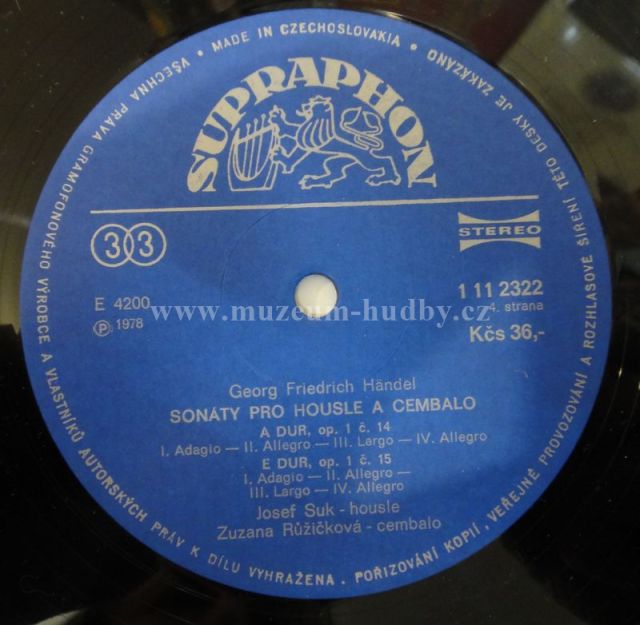 VŠECHNA PRÁVA GRAMOFONOVÉHO VÝROBCE A VLASTNÍKŮ AUTORSKÝCH PRÁV K DÍLU VYHRAŽENA. POŘIZOVÁNÍ KOPIÍ, VEŘEJNÉ PROVOZOVÁNÍ A ROZHLASOVÉ ŠÍŘENÍ TÉTO DESKY JE ZAKÁZÁNO
• MADE IN CZECHOSLOVAKIA •
SUPRAPHON
33
STEREO
E 4200
℗ 1978
1 11 2322
4. strana
Kčs 36,-
www.muzeum-hudby.cz
Georg Friedrich Händel
SONÁTY PRO HOUSLE A CEMBALO
A DUR, op. 1 č. 14
I. Adagio — II. Allegro — III. Largo — IV. Allegro
E DUR, op. 1 č. 15
I. Adagio — II. Allegro —
III. Largo — IV. Allegro
Josef Suk - housle
Zuzana Růžičková - cembalo